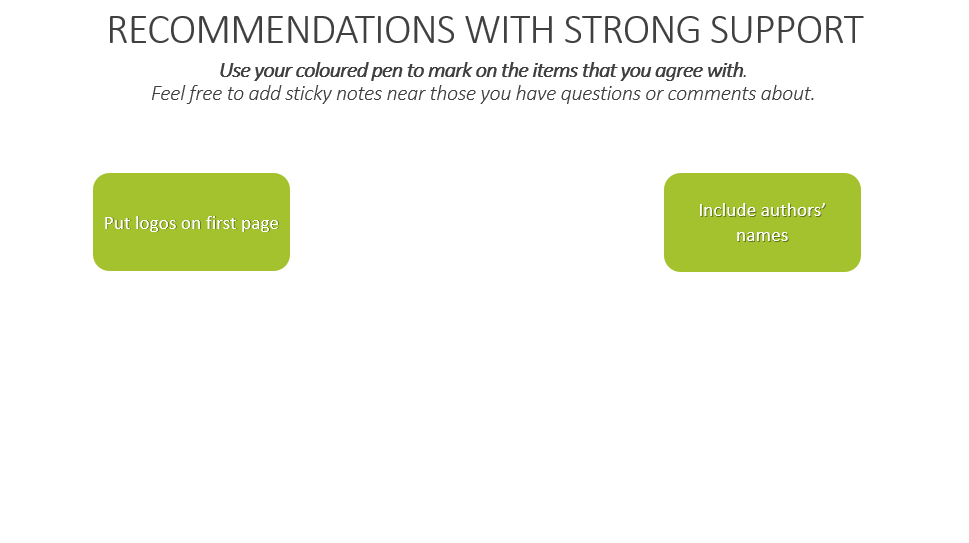 RECOMMENDATIONS WITH STRONG SUPPORT
Use your coloured pen to mark on the items that you agree with.
Feel free to add sticky notes near those you have questions or comments about.
Put logos on first page
Include authors’
names